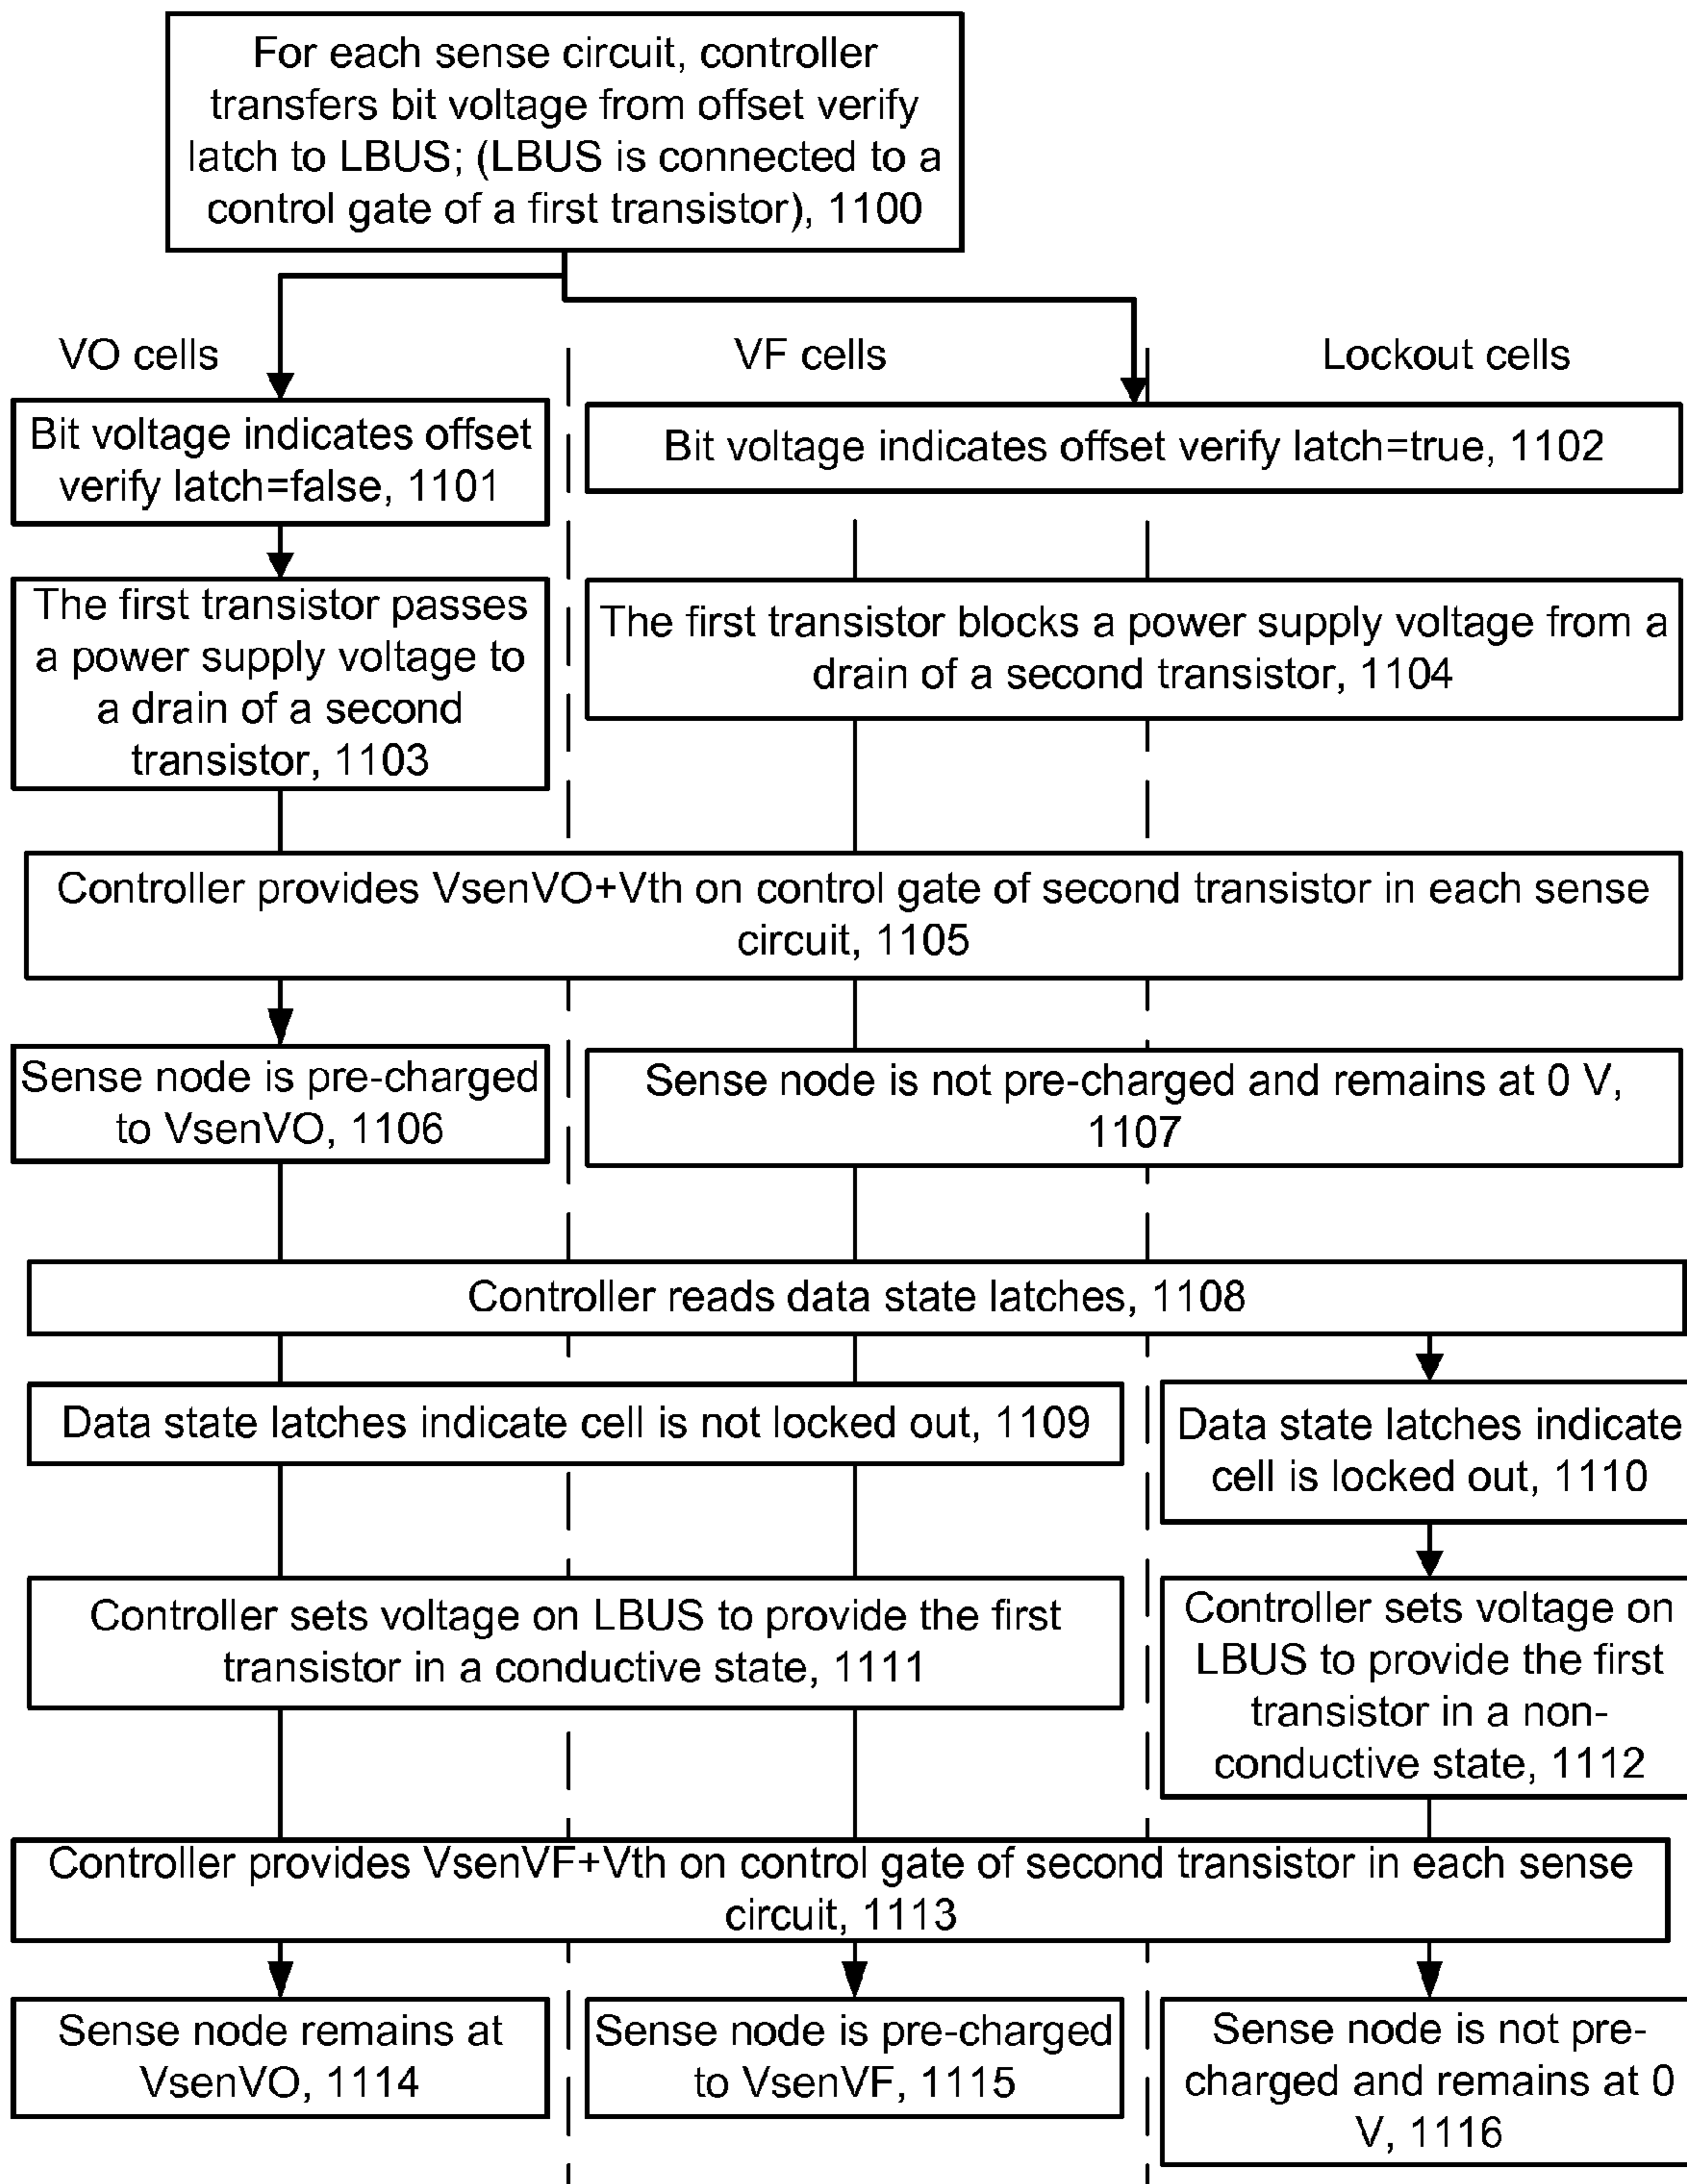 For each sense circuit, controller
transfers bit voltage from offset verify
latch to LBUS; (LBUS is connected to a
control gate of a first transistor), 1100
VO cells
VF cells
Lockout cells
Bit voltage indicates offset
verify latch=false, 1101
Bit voltage indicates offset verify latch=true, 1102
The first transistor passes
a power supply voltage to
a drain of a second
transistor, 1103
The first transistor blocks a power supply voltage from a
drain of a second transistor, 1104
Controller provides VsenVO+Vth on control gate of second transistor in each sense
circuit, 1105
Sense node is pre-charged
to VsenVO, 1106
Sense node is not pre-charged and remains at 0 V,
1107
Controller reads data state latches, 1108
Data state latches indicate cell is not locked out, 1109
Data state latches indicate
cell is locked out, 1110
Controller sets voltage on LBUS to provide the first
transistor in a conductive state, 1111
Controller sets voltage on
LBUS to provide the first
transistor in a non-
conductive state, 1112
Controller provides VsenVF+Vth on control gate of second transistor in each sense
circuit, 1113
Sense node remains at
VsenVO, 1114
Sense node is pre-charged
to VsenVF, 1115
Sense node is not pre-
charged and remains at 0
V, 1116